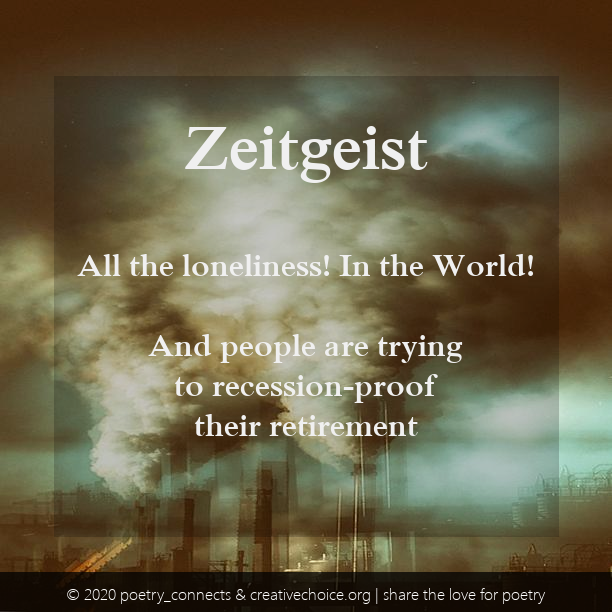 Zeitgeist
All the loneliness! In the World!
And people are trying
to recession-proof
their retirement
© 2020 poetry_connects & creativechoice.org | share the love for poetry